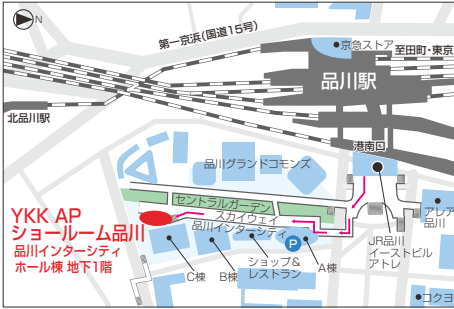 N
第一京浜(国道15号)
京急ストア
至田町・東京
品川駅
北品川駅
港南口
品川グランドコモンズ
セントラルガーデン
スカイウェイ
品川インターシティ
YKK AP
ショールーム品川
品川インターシティ
ホール棟 地下1階
アレア
品川
P
JR品川
イーストビル
アトレ
ショップ&
レストラン
A棟
B棟
C棟
コクヨ